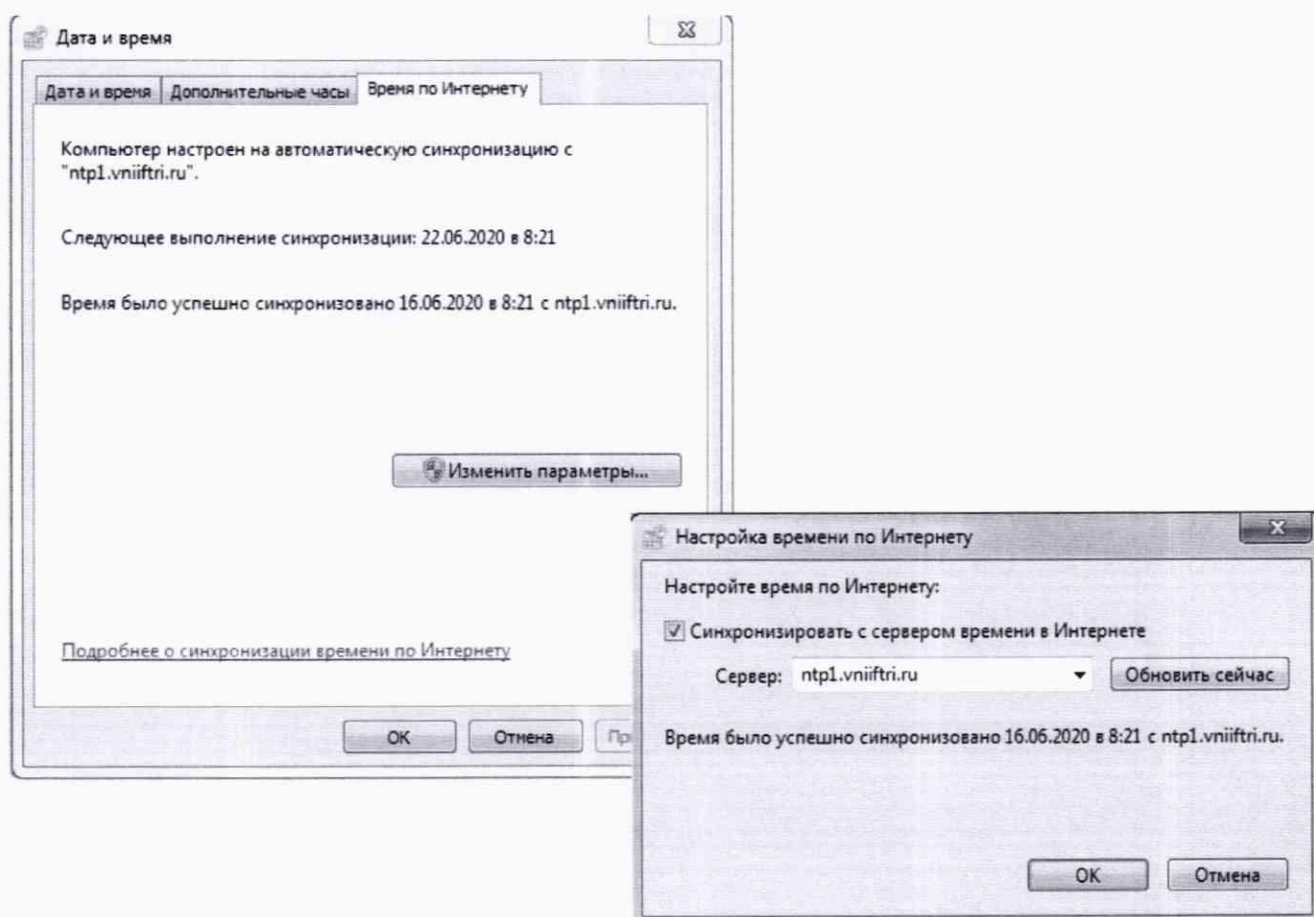 Дата и время
Дата и время
Дополнительные часы
Время по Интернету
Компьютер настроен на автоматическую синхронизацию с
"ntp1.vniiftri.ru".
Следующее выполнение синхронизации: 22.06.2020 в 8:21
Время было успешно синхронизовано 16.06.2020 в 8:21 с ntp1.vniiftri.ru.
Изменить параметры...
Подробнее о синхронизации времени по Интернету
ОК
Отмена
Настройка времени по Интернету
Настройте время по Интернету:
Синхронизировать с сервером времени в Интернете
Сервер: ntp1.vniiftri.ru
Обновить сейчас
Время было успешно синхронизовано 16.06.2020 в 8:21 с ntp1.vniiftri.ru.
ОК
Отмена